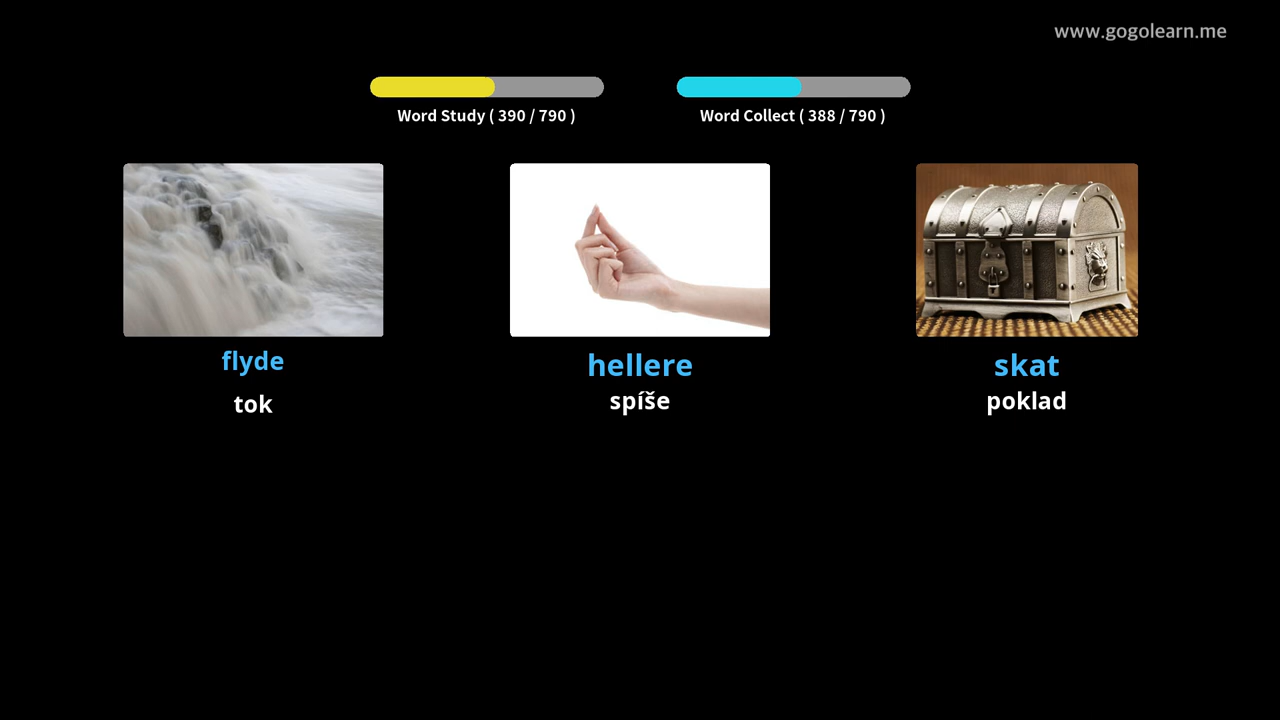 www.gogolearn.me
Word Study ( 390 / 790 )
Word Collect ( 388 / 790 )
flyde
tok
hellere
spíše
skat
poklad